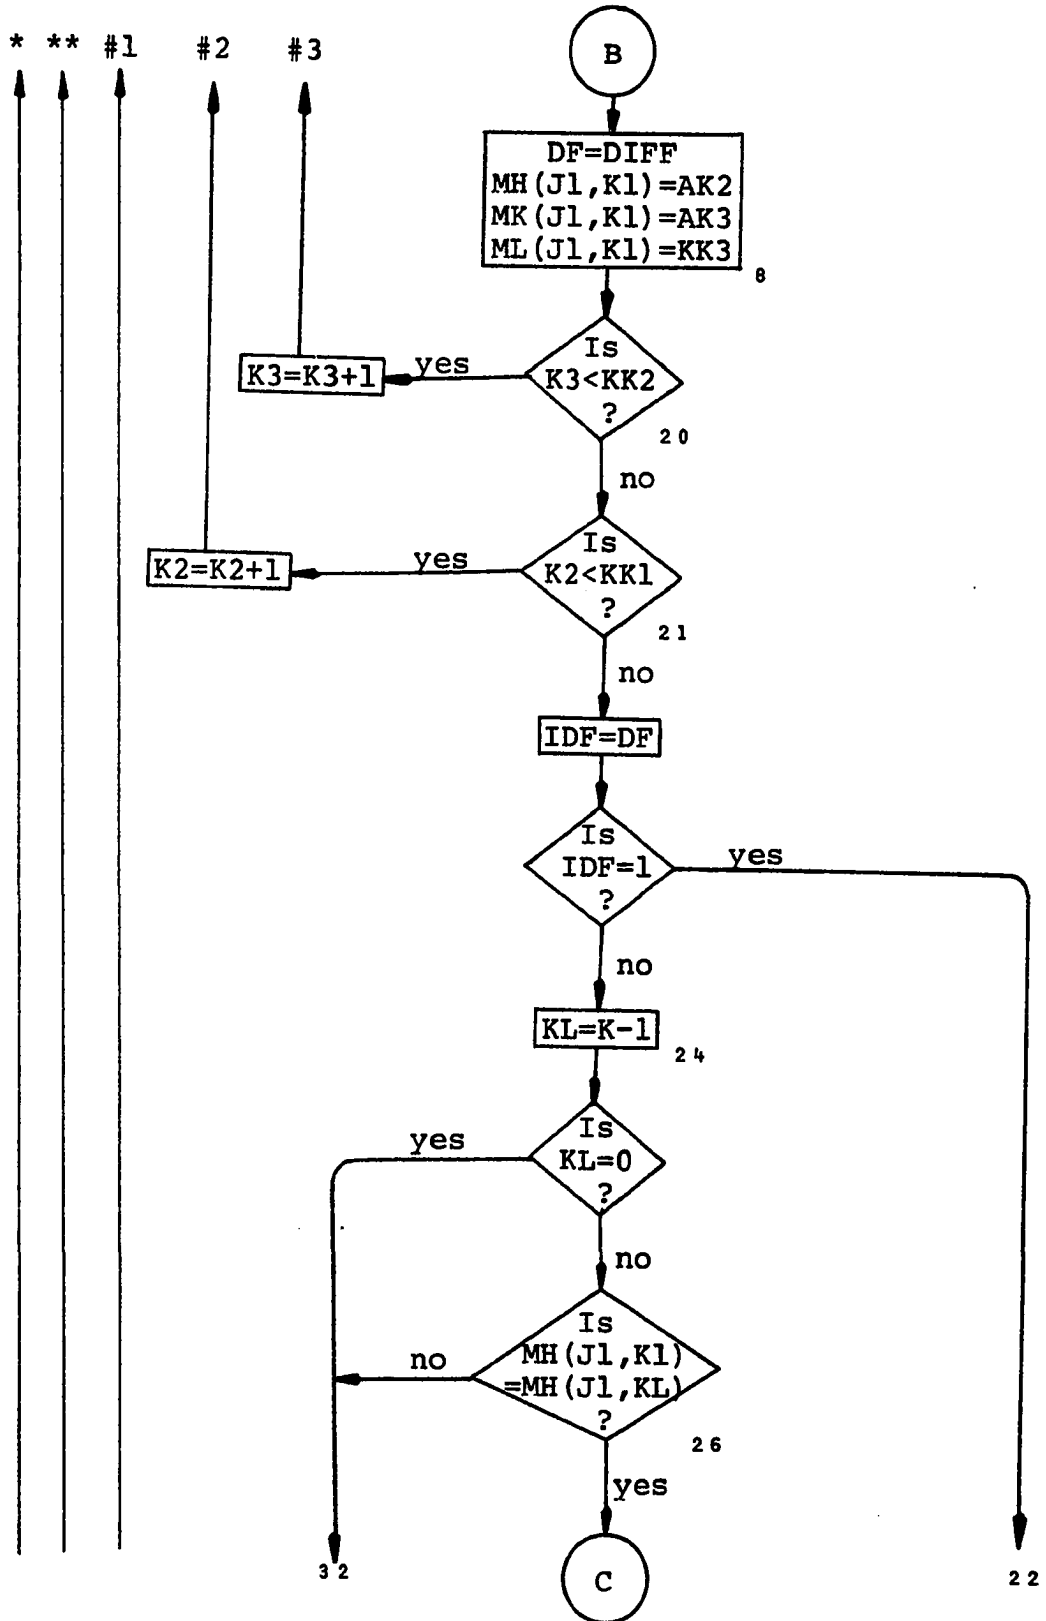 * ** #1 #2 #3
B
DF=DIFF
MH(J1,K1)=AK2
MK(J1,K1)=AK3
ML(J1,K1)=KK3
8
Is
K3<KK2
?
20
yes
K3=K3+1
no
Is
K2<KK1
?
21
yes
K2=K2+1
no
IDF=DF
Is
IDF=1
?
yes
no
KL=K-1
24
Is
KL=0
?
yes
no
Is
MH(J1,K1)
=MH(J1,KL)
?
26
no
yes
32
C
22